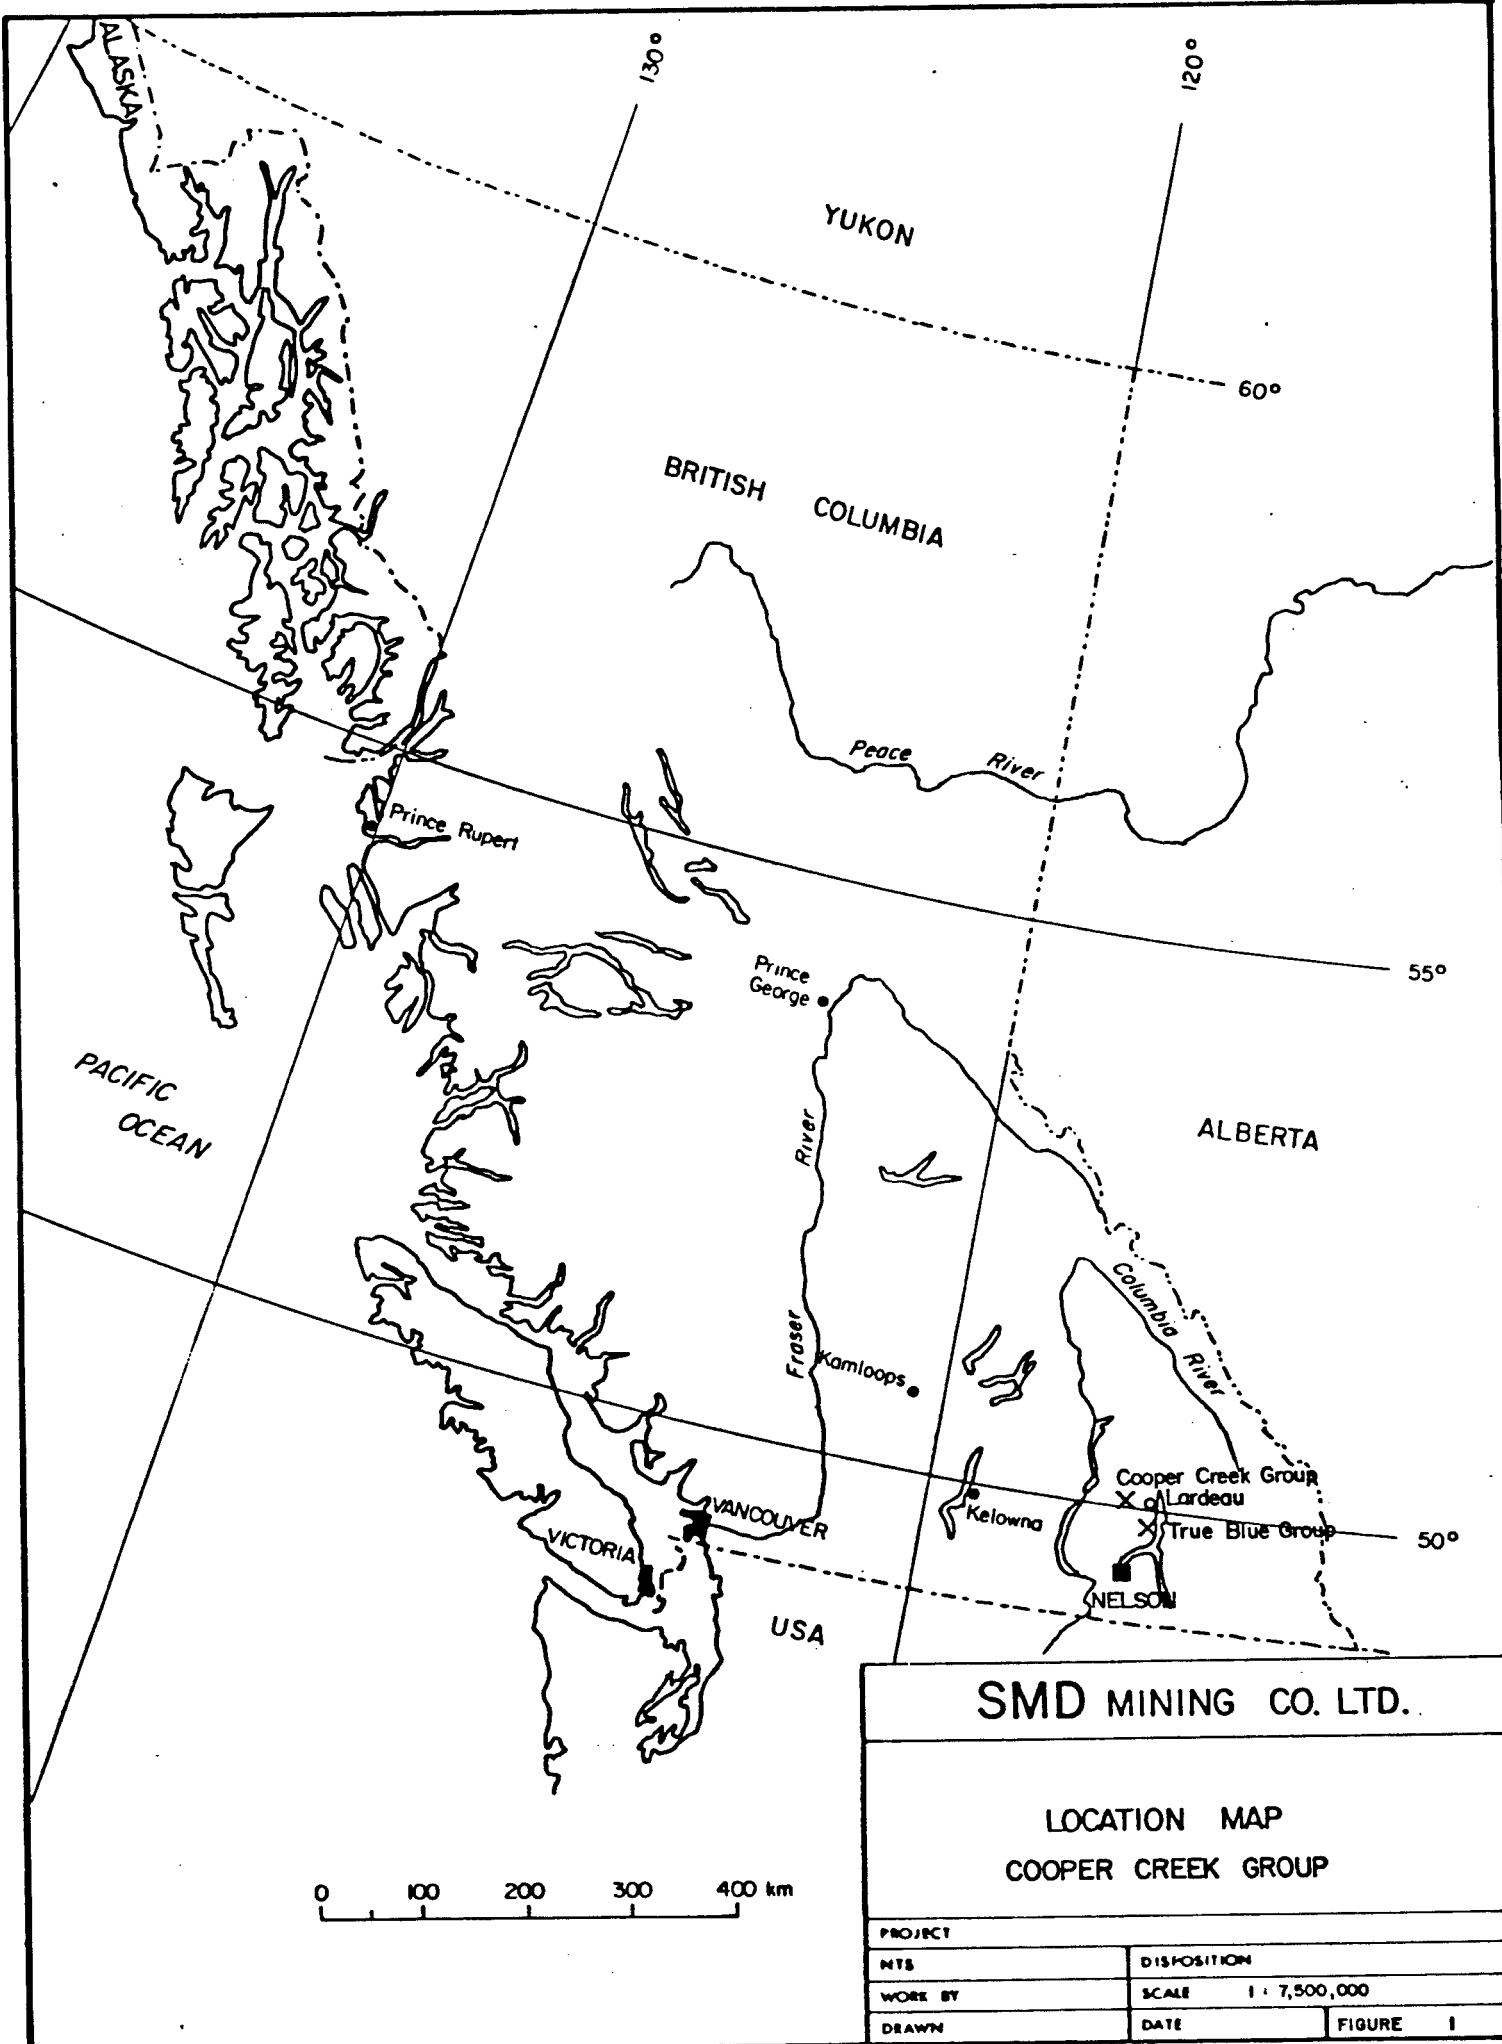 ALASKA
130°
120°
YUKON
60°
BRITISH COLUMBIA
Peace River
Prince Rupert
Prince
George
55°
PACIFIC
OCEAN
ALBERTA
Fraser River
Columbia River
Kamloops
Cooper Creek Group
Lardeau
Kelowna
True Blue Group
50°
VANCOUVER
VICTORIA
NELSON
USA
SMD MINING CO. LTD.
LOCATION MAP
COOPER CREEK GROUP
0 100 200 300 400 km
PROJECT
NTS DISPOSITION
WORK BY SCALE 1 : 7,500,000
DRAWN DATE FIGURE 1